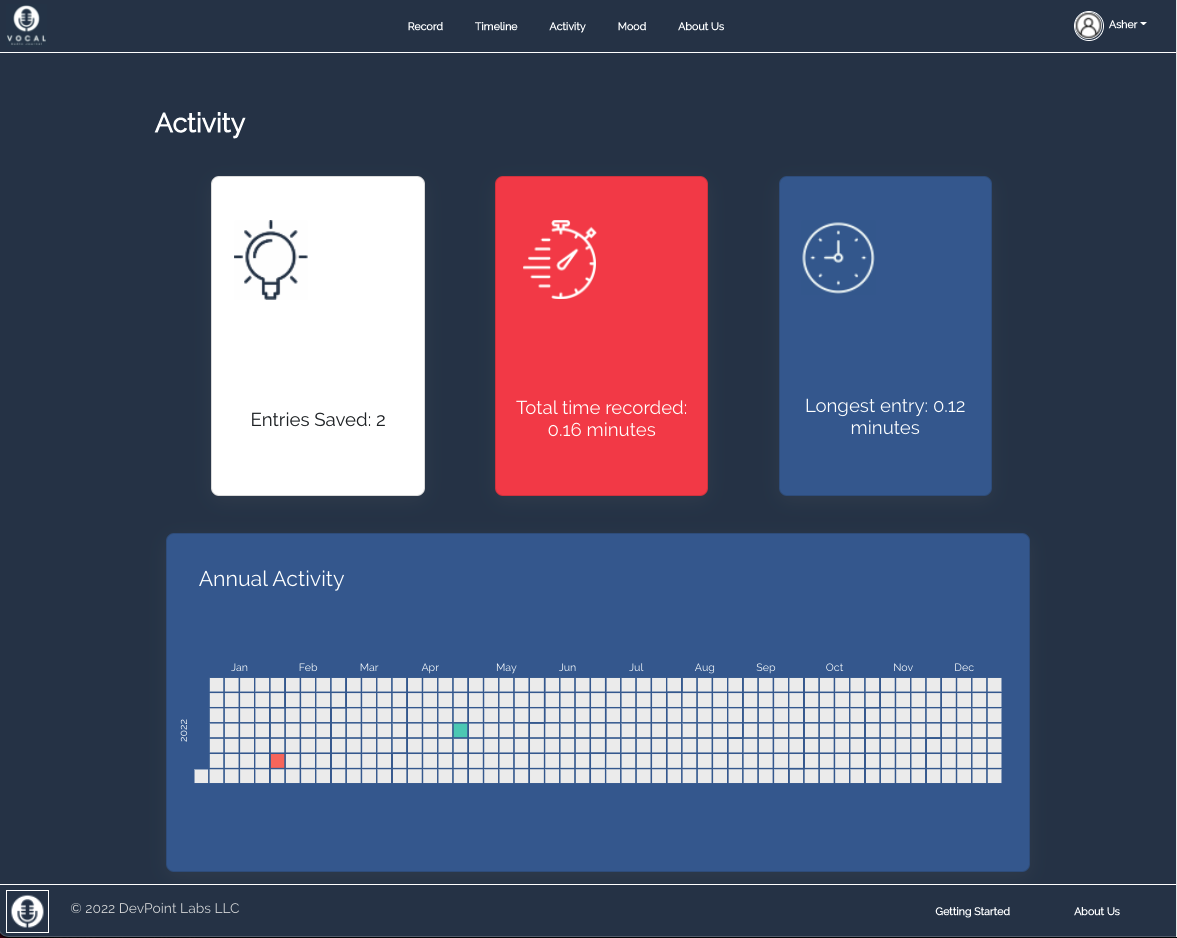 VOCAL
Record Timeline Activity Mood About Us
Asher
Activity
Entries Saved: 2
Total time recorded:
0.16 minutes
Longest entry: 0.12
minutes
Annual Activity
Jan Feb Mar Apr May Jun Jul Aug Sep Oct Nov Dec
2022
© 2022 DevPoint Labs LLC
Getting Started
About Us